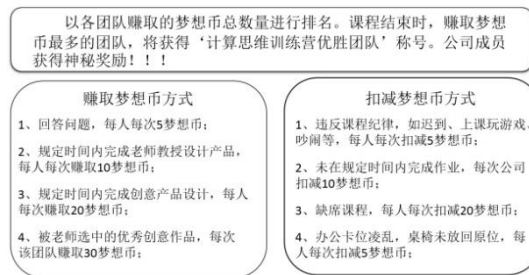 以各团队赚取的梦想币总数量进行排名。课程结束时，赚取梦想
币最多的团队，将获得‘计算思维训练营优胜团队’称号。公司成员
获得神秘奖励！！！
赚取梦想币方式
1、回答问题，每人每次5梦想币；
2、规定时间内完成老师教授设计产品，
每人每次赚取10梦想币；
3、规定时间内完成创意产品设计，每人
每次赚取20梦想币；
4、被老师选中的优秀创意作品，每次
该团队赚取30梦想币；
扣减梦想币方式
1、违反课程纪律，如迟到、上课玩游戏、
吵闹等，每人每次扣减5梦想币；
2、未在规定时间内完成作业，每次公司
扣减10梦想币；
3、缺席课程，每人每次扣减20梦想币；
4、办公卡位凌乱，桌椅未放回原位，每
人每次扣减5梦想币；